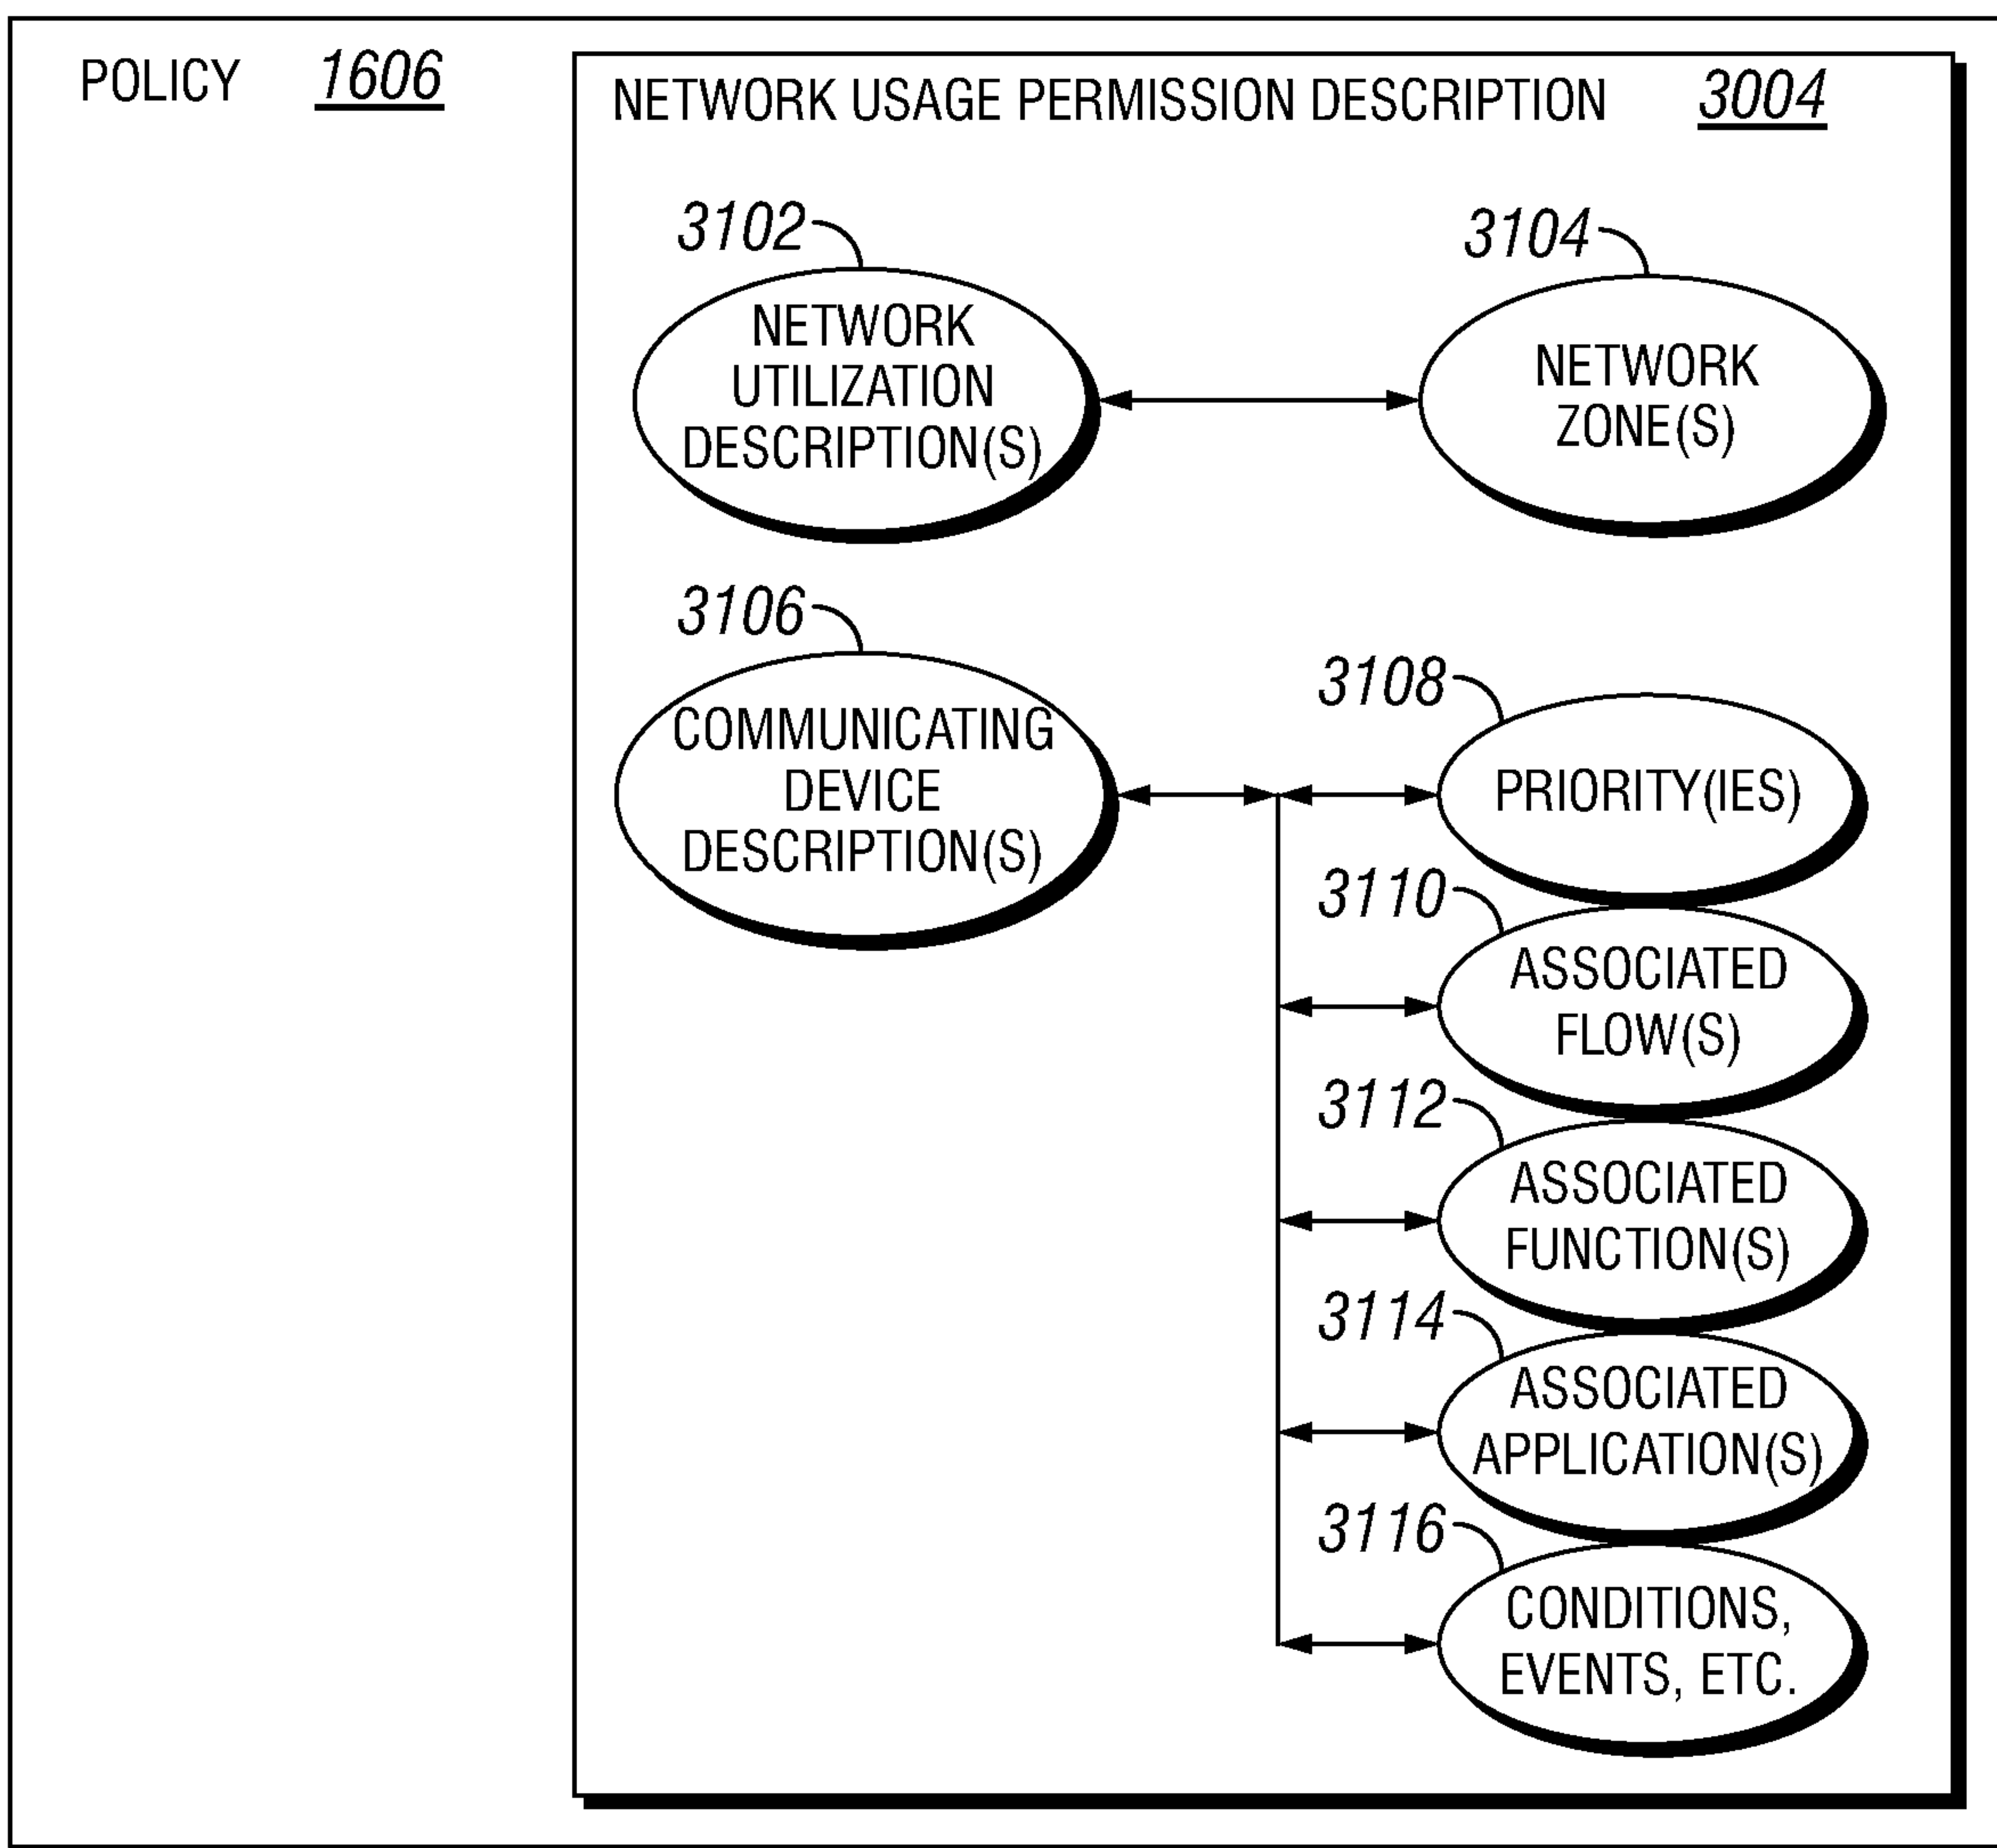 POLICY 1606
NETWORK USAGE PERMISSION DESCRIPTION 3004
3102
NETWORK
UTILIZATION
DESCRIPTION(S)
3104
NETWORK
ZONE(S)
3106
COMMUNICATING
DEVICE
DESCRIPTION(S)
3108
PRIORITY(IES)
3110
ASSOCIATED
FLOW(S)
3112
ASSOCIATED
FUNCTION(S)
3114
ASSOCIATED
APPLICATION(S)
3116
CONDITIONS,
EVENTS, ETC.